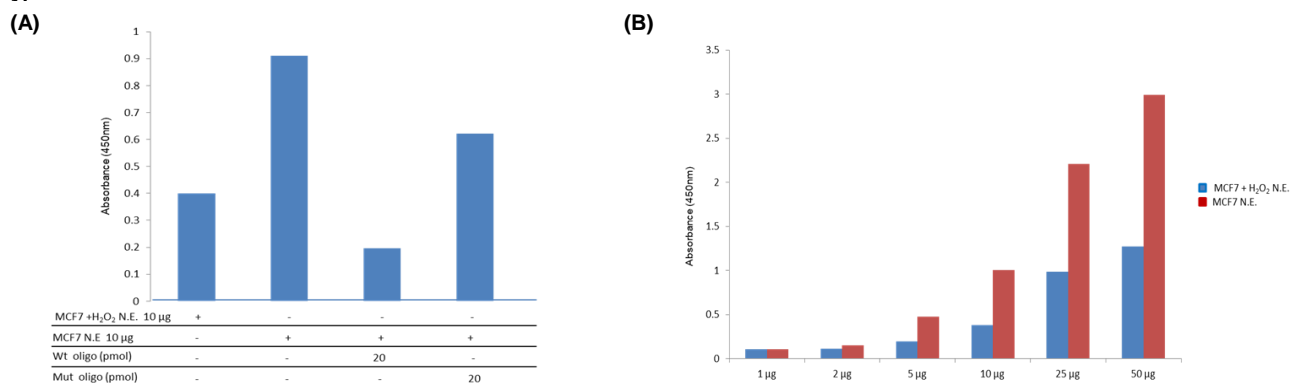 (A)
1
0.9
0.8
0.7
0.6
0.5
0.4
0.3
0.2
0.1
0
Absorbance (450nm)
MCF7 +H₂O₂ N.E. 10 µg + - - -
MCF7 N.E 10 µg - + + +
Wt oligo (pmol) - - 20 -
Mut oligo (pmol) - - - 20
(B)
3.5
3
2.5
2
1.5
1
0.5
0
Absorbance (450nm)
1 µg 2 µg 5 µg 10 µg 25 µg 50 µg
MCF7 + H₂O₂ N.E.
MCF7 N.E.